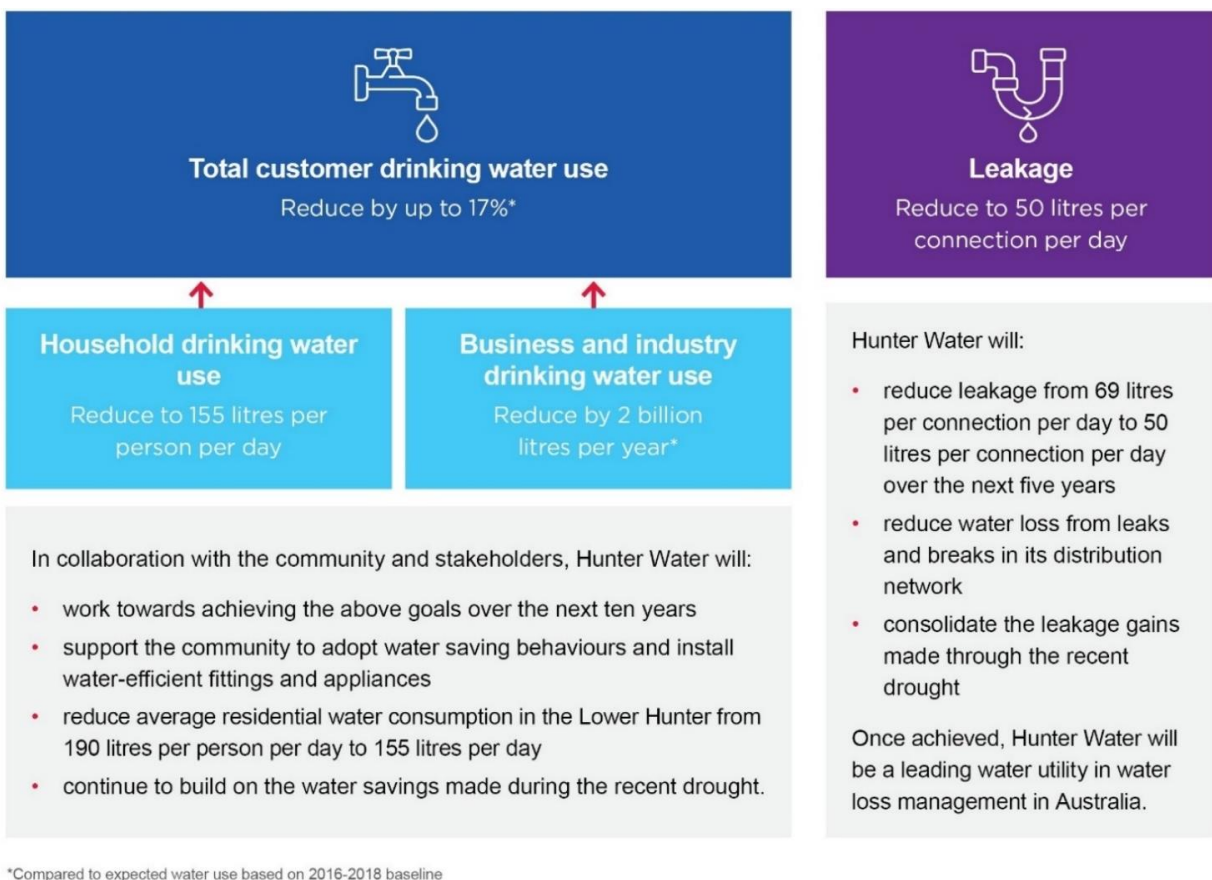 Total customer drinking water use
Reduce by up to 17%*
Household drinking water
use
Reduce to 155 litres per
person per day
Business and industry
drinking water use
Reduce by 2 billion
litres per year*
In collaboration with the community and stakeholders, Hunter Water will:
• work towards achieving the above goals over the next ten years
• support the community to adopt water saving behaviours and install
water-efficient fittings and appliances
• reduce average residential water consumption in the Lower Hunter from
190 litres per person per day to 155 litres per day
• continue to build on the water savings made during the recent drought.
Leakage
Reduce to 50 litres per
connection per day
Hunter Water will:
• reduce leakage from 69 litres
per connection per day to 50
litres per connection per day
over the next five years
• reduce water loss from leaks
and breaks in its distribution
network
• consolidate the leakage gains
made through the recent
drought
Once achieved, Hunter Water will
be a leading water utility in water
loss management in Australia.
*Compared to expected water use based on 2016-2018 baseline